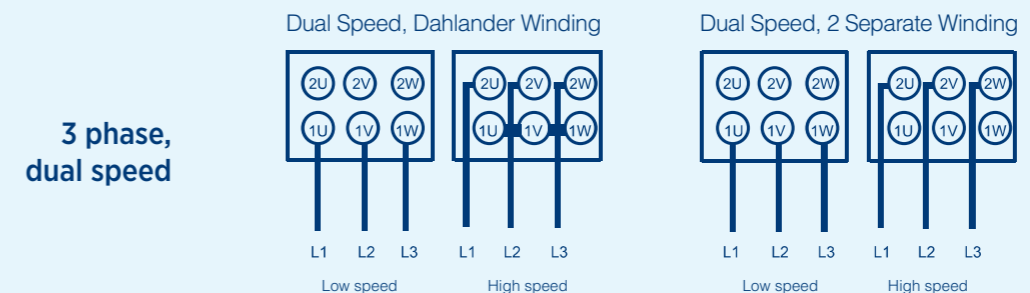 Dual Speed, Dahlander Winding
Dual Speed, 2 Separate Winding
3 phase,
dual speed
2U 2V 2W
1U 1V 1W
L1 L2 L3
Low speed
2U 2V 2W
1U 1V 1W
L1 L2 L3
High speed
2U 2V 2W
1U 1V 1W
L1 L2 L3
Low speed
2U 2V 2W
1U 1V 1W
L1 L2 L3
High speed